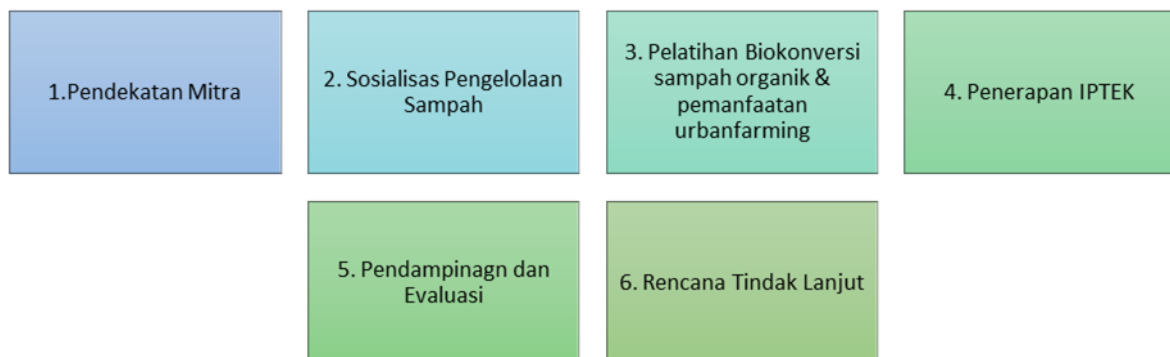 1.Pendekatan Mitra
2. Sosialisas Pengelolaan
Sampah
3. Pelatihan Biokonversi
sampah organik &
pemanfaatan
urbanfarming
4. Penerapan IPTEK
5. Pendampinagn dan
Evaluasi
6. Rencana Tindak Lanjut